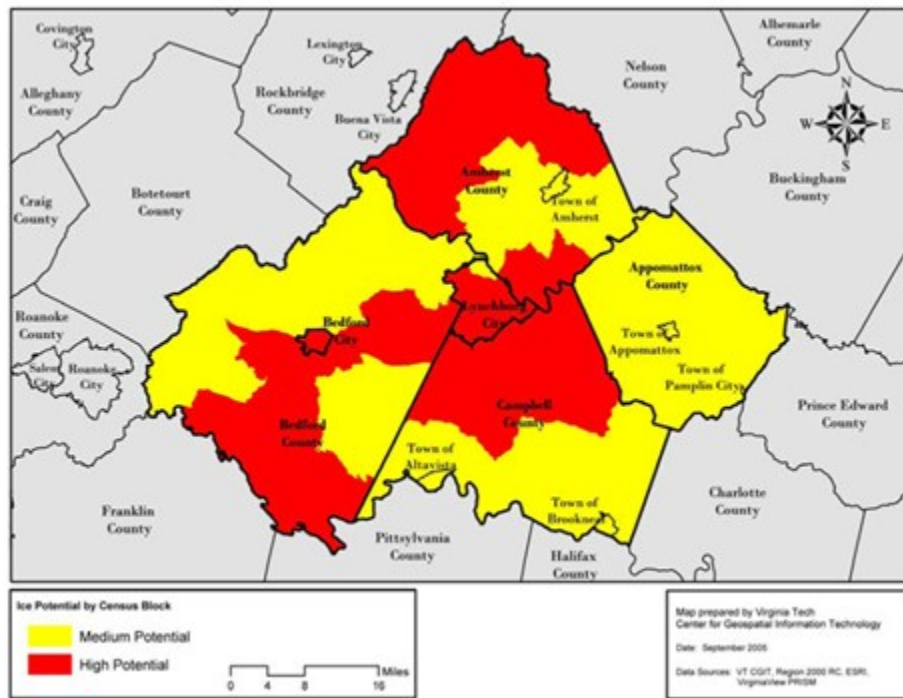 Covington
City
Lexington
City
Albemarle
County
Nelson
County
Alleghany
County
Rockbridge
County
Buena Vista
City
N
W
E
S
Craig
County
Botetourt
County
Amherst
County
Town of
Amherst
Buckingham
County
Appomattox
County
Roanoke
County
Bedford
City
Lynchburg
City
Town of
Appomattox
Salem
City
Roanoke
City
Town of
Pamplin City
Prince Edward
County
Bedford
County
Campbell
County
Town of
Altavista
Franklin
County
Town of
Brookneal
Charlotte
County
Pittsylvania
County
Halifax
County
Ice Potential by Census Block
Medium Potential
High Potential
Miles
0 4 8 16
Map prepared by Virginia Tech
Center for Geospatial Information Technology
Date: September 2005
Data Sources: VT CGIT, Region 2000 RC, ESRI,
VirginiaView PRISM